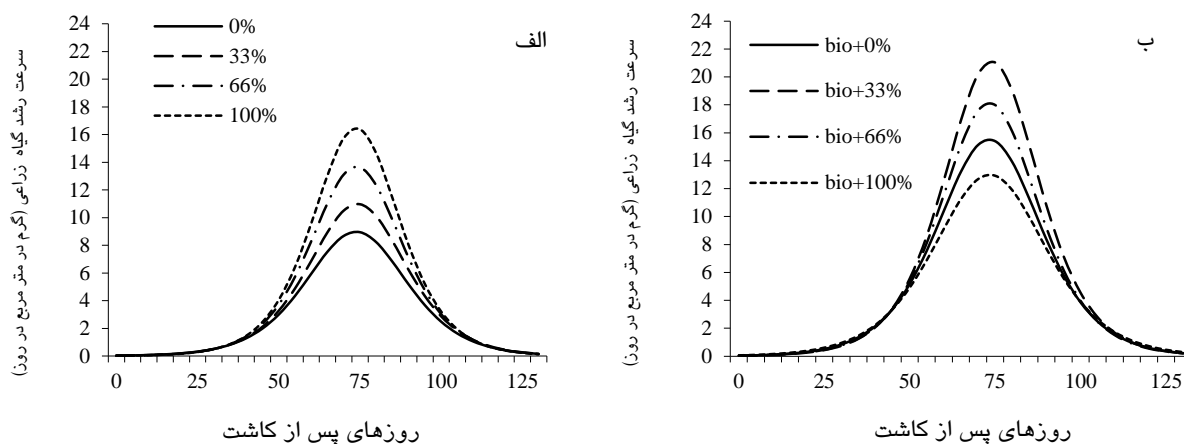 الف
سرعت رشد گیاه زراعی (گرم در متر مربع در روز)
24
22
20
18
16
14
12
10
8
6
4
2
0
0%
33%
66%
100%
0 25 50 75 100 125
روزهای پس از کاشت
ب
سرعت رشد گیاه زراعی (گرم در متر مربع در روز)
24
22
20
18
16
14
12
10
8
6
4
2
0
bio+0%
bio+33%
bio+66%
bio+100%
0 25 50 75 100 125
روزهای پس از کاشت